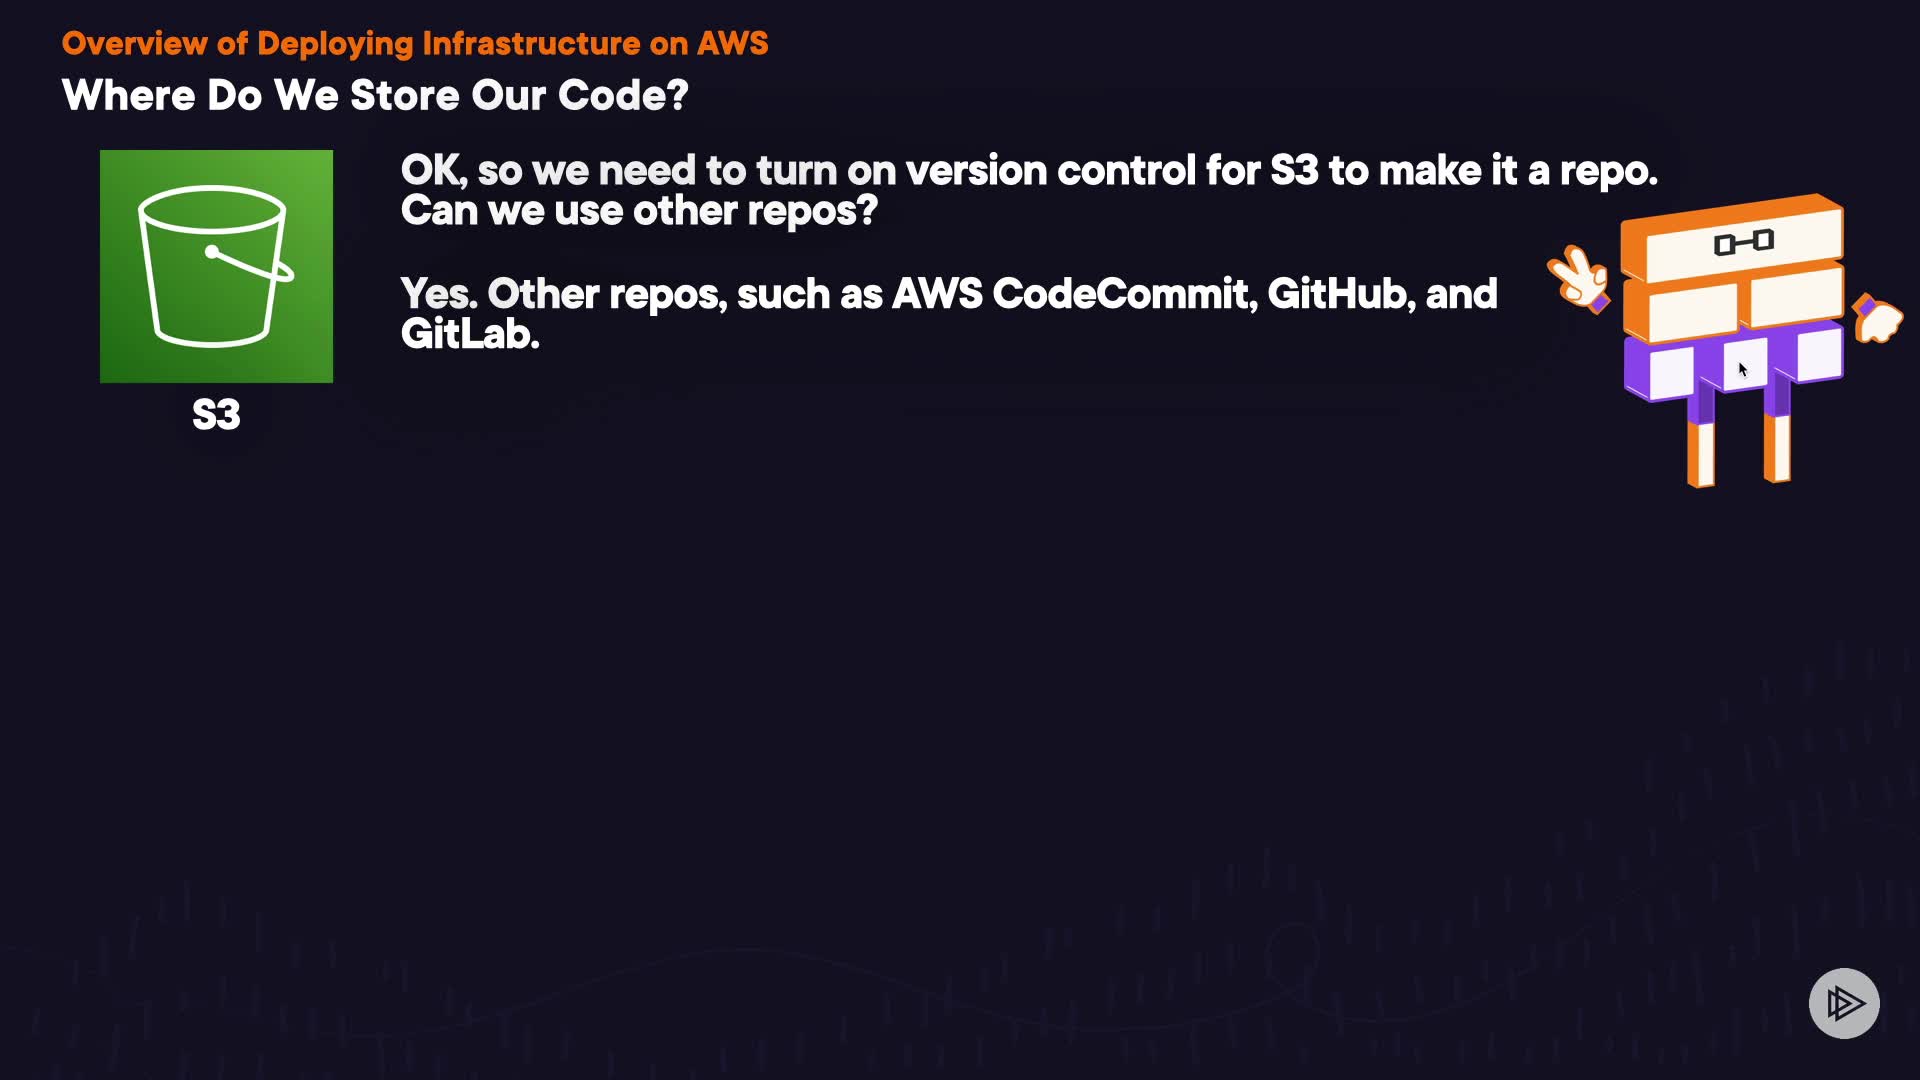 Overview of Deploying Infrastructure on AWS
Where Do We Store Our Code?
OK, so we need to turn on version control for S3 to make it a repo.
Can we use other repos?
Yes. Other repos, such as AWS CodeCommit, GitHub, and
GitLab.
S3